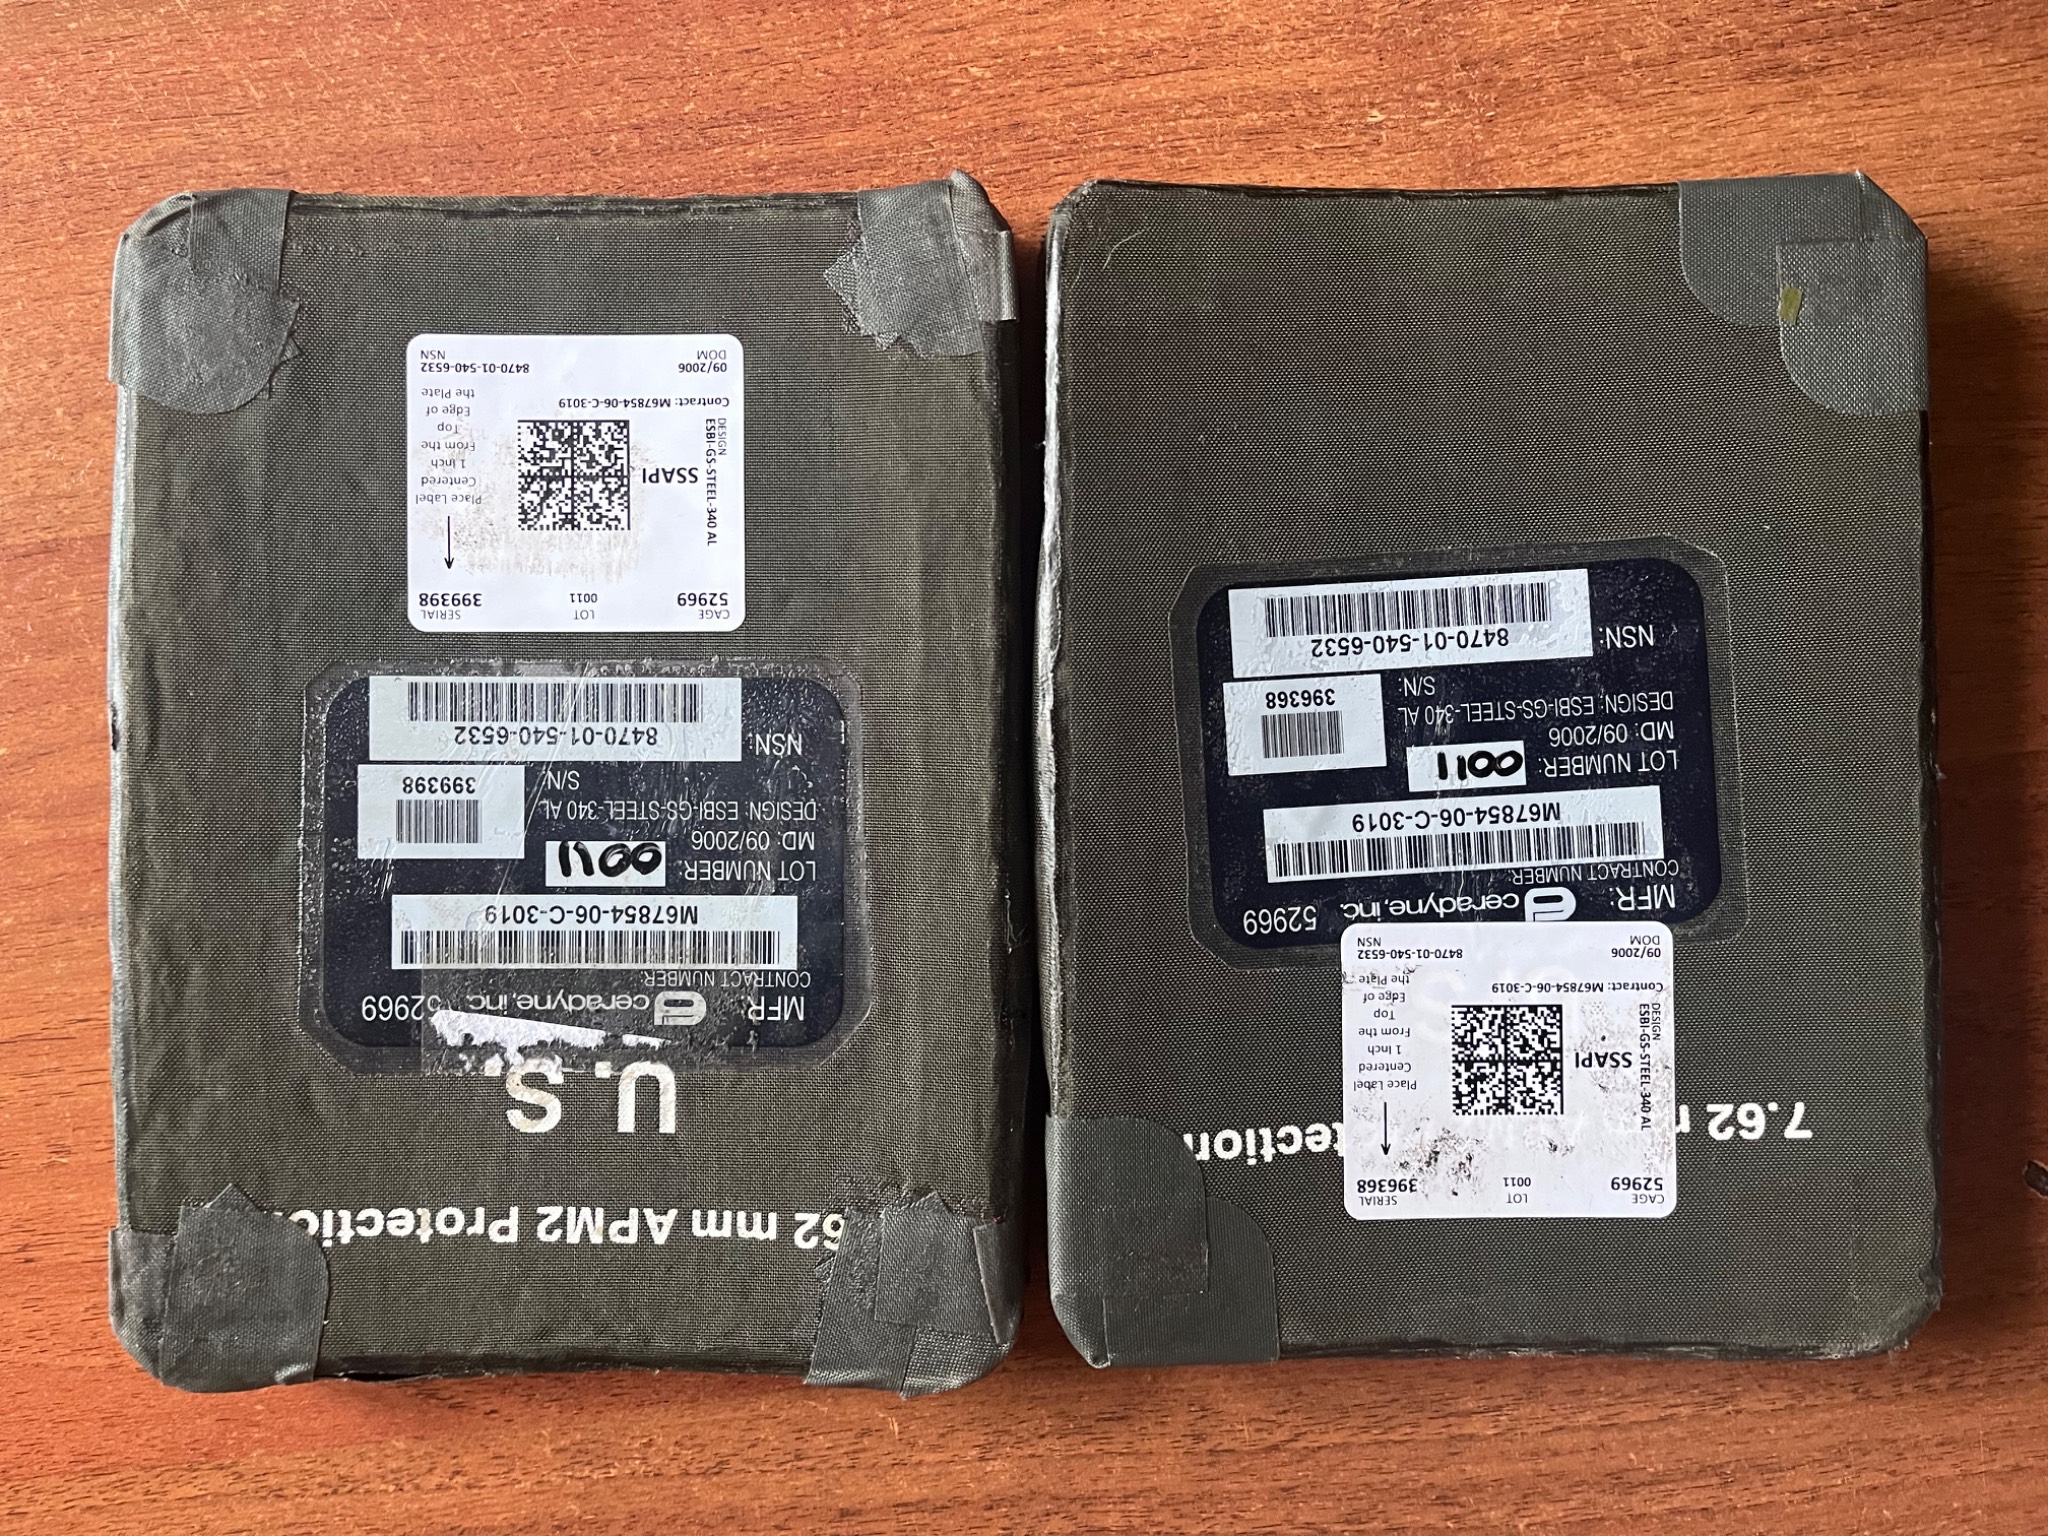 CAGE LOT SERIAL
52969 0011 396368
7.62 m tection
DESIGN
ESBI-GS-STEEL-340 AL
SSAPI
Place Label
Centered
1 Inch
From the
Top
Edge of
the Plate
Contract: M67854-06-C-3019
09/2006 8470-01-540-6532
DOM NSN
MFR: ceradyne, inc. 52969
CONTRACT NUMBER:
M67854-06-C-3019
LOT NUMBER: 0011
MD: 09/2006
DESIGN: ESBI-GS-STEEL-340 AL
S/N:
396368
NSN: 8470-01-540-6532
62 mm APM2 Protectio
U.S.
MFR: ceradyne, inc. 52969
CONTRACT NUMBER:
M67854-06-C-3019
LOT NUMBER: 0011
MD: 09/2006
DESIGN: ESBI-GS-STEEL-340 AL
S/N:
399398
NSN: 8470-01-540-6532
CAGE LOT SERIAL
52969 0011 399398
DESIGN
ESBI-GS-STEEL-340 AL
SSAPI
Place Label
Centered
1 Inch
From the
Top
Edge of
the Plate
Contract: M67854-06-C-3019
09/2006 8470-01-540-6532
DOM NSN